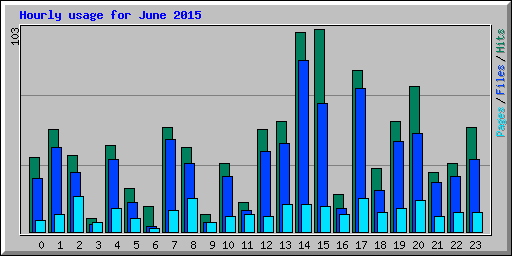 Hourly usage for June 2015
103
Pages/Files/Hits
0 1 2 3 4 5 6 7 8 9 10 11 12 13 14 15 16 17 18 19 20 21 22 23